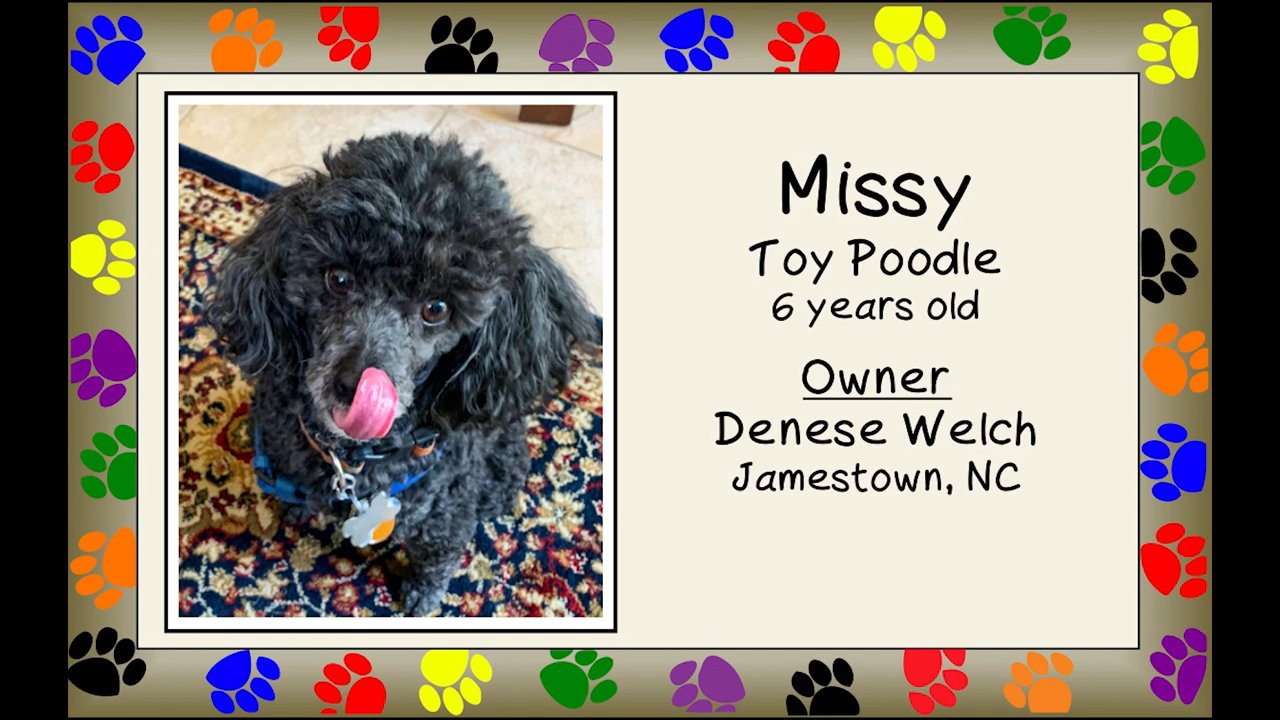 Missy
Toy Poodle
6 years old
Owner
Denese Welch
Jamestown, NC